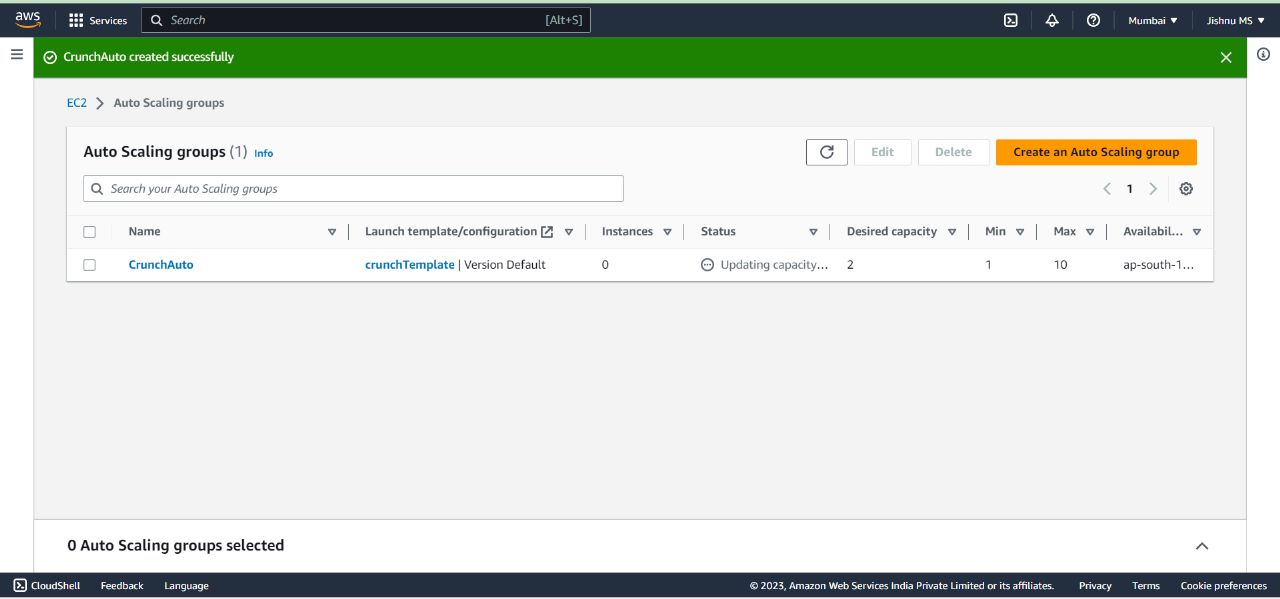 aws Services Search [Alt+S] Mumbai Jishnu MS
CrunchAuto created successfully
EC2 Auto Scaling groups
Auto Scaling groups (1) Info Edit Delete Create an Auto Scaling group
Search your Auto Scaling groups 1
Name Launch template/configuration Instances Status Desired capacity Min Max Availabil...
CrunchAuto crunchTemplate | Version Default 0 Updating capacity... 2 1 10 ap-south-1...
0 Auto Scaling groups selected
CloudShell Feedback Language © 2023, Amazon Web Services India Private Limited or its affiliates. Privacy Terms Cookie preferences